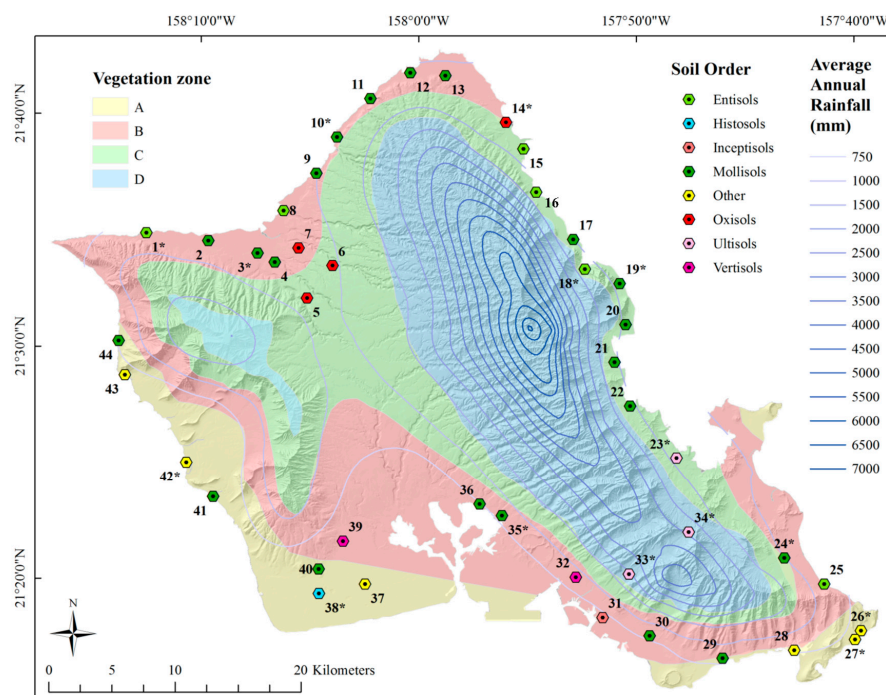 158°10'0"W
158°0'0"W
157°50'0"W
157°40'0"W
21°40'0"N
21°30'0"N
21°20'0"N
Vegetation zone
A
B
C
D
Soil Order
Entisols
Histosols
Inceptisols
Mollisols
Other
Oxisols
Ultisols
Vertisols
Average
Annual
Rainfall
(mm)
750
1000
1500
2000
2500
3000
3500
4000
4500
5000
5500
6000
6500
7000
1*
2
3*
4
5
6
7
8
9
10*
11
12
13
14*
15
16
17
18*
19*
20
21
22
23*
24*
25
26*
27*
28
29
30
31
32
33*
34*
35*
36
37
38*
39
40
41
42*
43
44
N
0 5 10 20 Kilometers